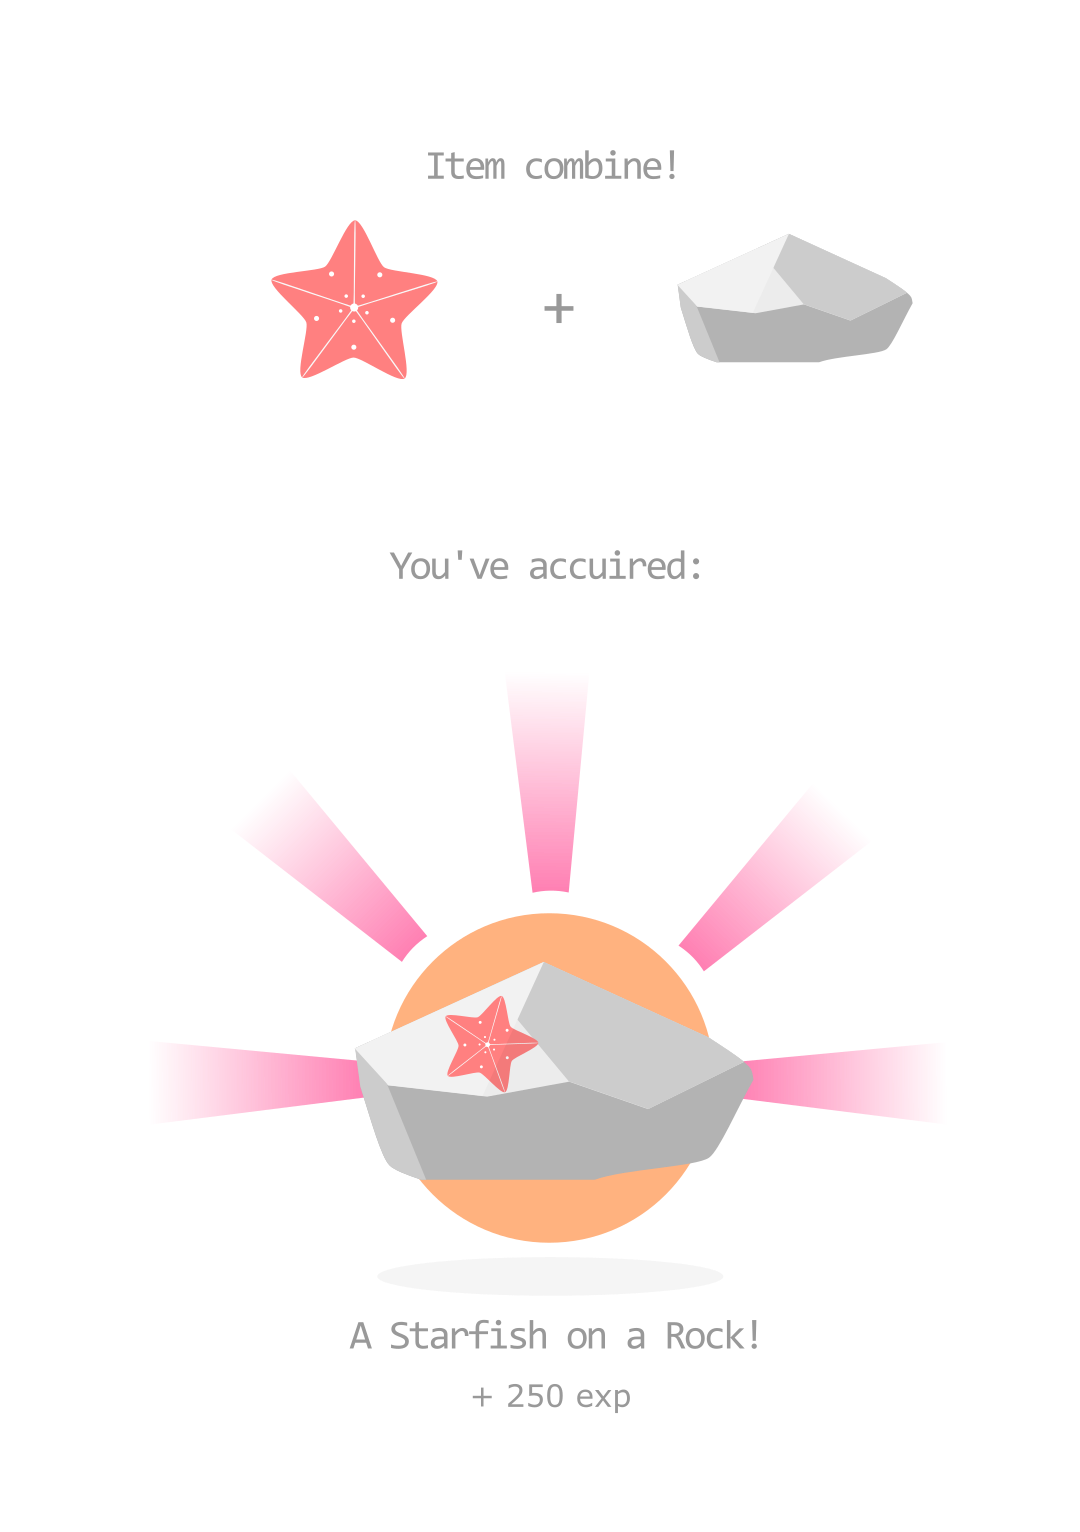 Item combine!
+
You've accuired:
A Starfish on a Rock!
+ 250 exp